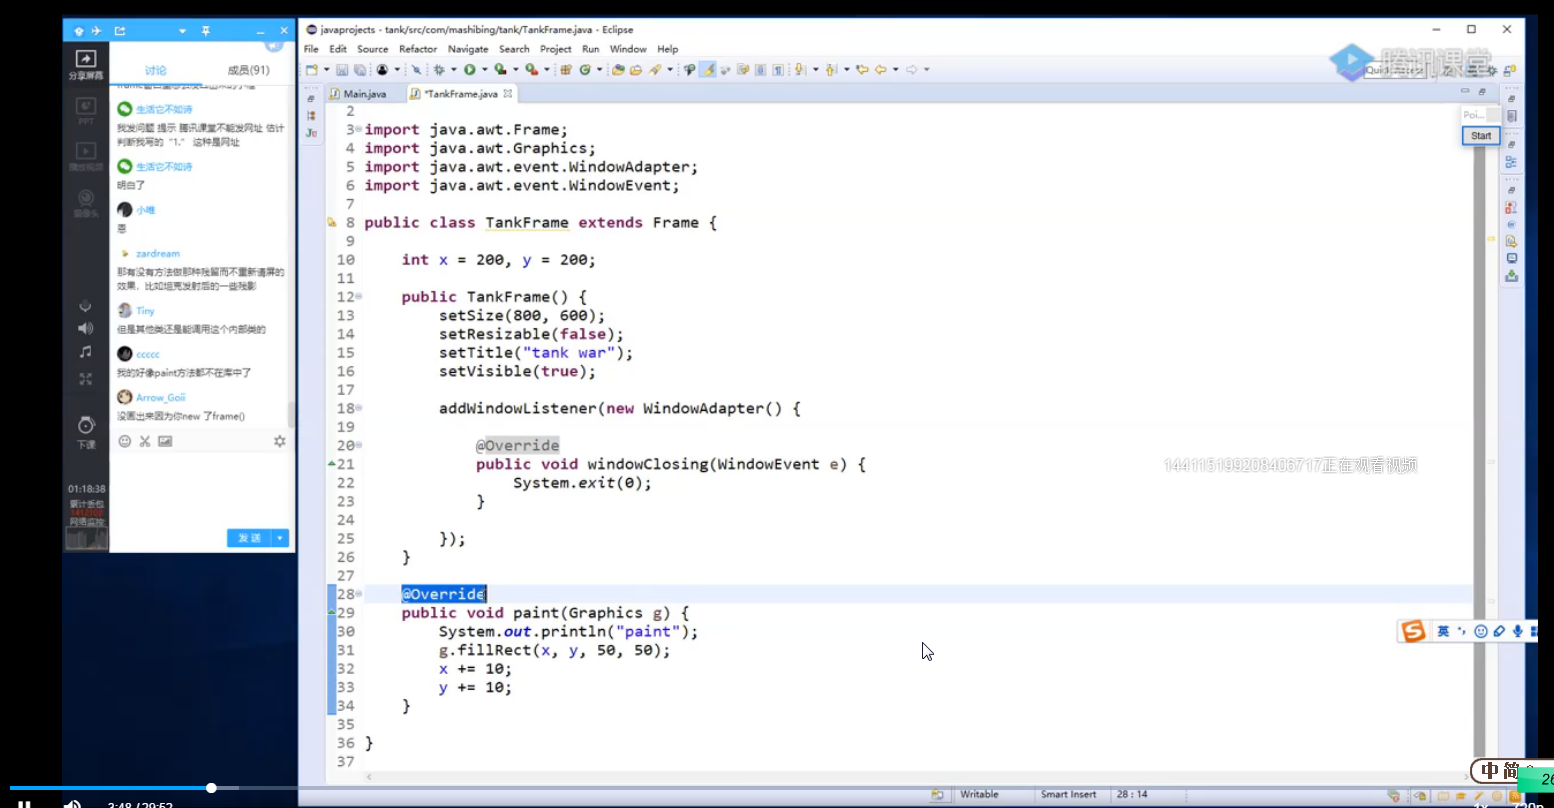 javaprojects - tank/src/com/mashibing/tank/TankFrame.java - Eclipse
File Edit Source Refactor Navigate Search Project Run Window Help
腾讯课堂
Quick Access
分享屏幕
讨论
成员(91)
PPT
播放视频
摄像头
生活它不如诗
我发问题 提示 腾讯课堂不能发网址 估计
判断我写的 "1." 这种是网址
生活它不如诗
明白了
小唯
恩
zardream
那有没有方法做那种残留而不重新清屏的
效果，比如坦克发射后的一些残影
Tiny
但是其他类还是能调用这个内部类的
ccccc
我的好像paint方法都不在库中了
Arrow_Goii
没画出来因为你new 了frame()
下课
01:18:38
累计丢包
网络监控
发送
Main.java
*TankFrame.java
Poi...
Start
2
3 import java.awt.Frame;
4 import java.awt.Graphics;
5 import java.awt.event.WindowAdapter;
6 import java.awt.event.WindowEvent;
7
8 public class TankFrame extends Frame {
9
10 int x = 200, y = 200;
11
12 public TankFrame() {
13 setSize(800, 600);
14 setResizable(false);
15 setTitle("tank war");
16 setVisible(true);
17
18 addWindowListener(new WindowAdapter() {
19
20 @Override
21 public void windowClosing(WindowEvent e) {
22 System.exit(0);
23 }
24
25 });
26 }
27
28 @Override
29 public void paint(Graphics g) {
30 System.out.println("paint");
31 g.fillRect(x, y, 50, 50);
32 x += 10;
33 y += 10;
34 }
35
36 }
37
144115199208406717正在观看视频
英
中 简
26
Writable
Smart Insert
28 : 14
3:48 / 29:52
1x
720p